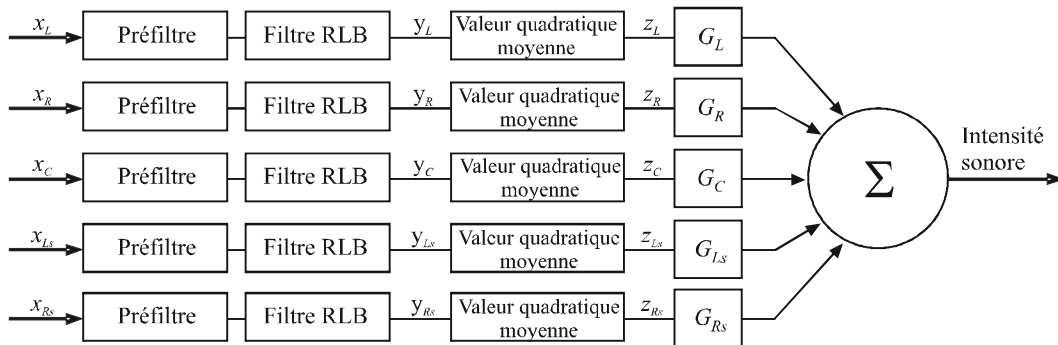 x_L Préfiltre Filtre RLB y_L Valeur quadratique moyenne z_L G_L
x_R Préfiltre Filtre RLB y_R Valeur quadratique moyenne z_R G_R
x_C Préfiltre Filtre RLB y_C Valeur quadratique moyenne z_C G_C
x_Ls Préfiltre Filtre RLB y_Ls Valeur quadratique moyenne z_Ls G_Ls
x_Rs Préfiltre Filtre RLB y_Rs Valeur quadratique moyenne z_Rs G_Rs
Σ
Intensité
sonore